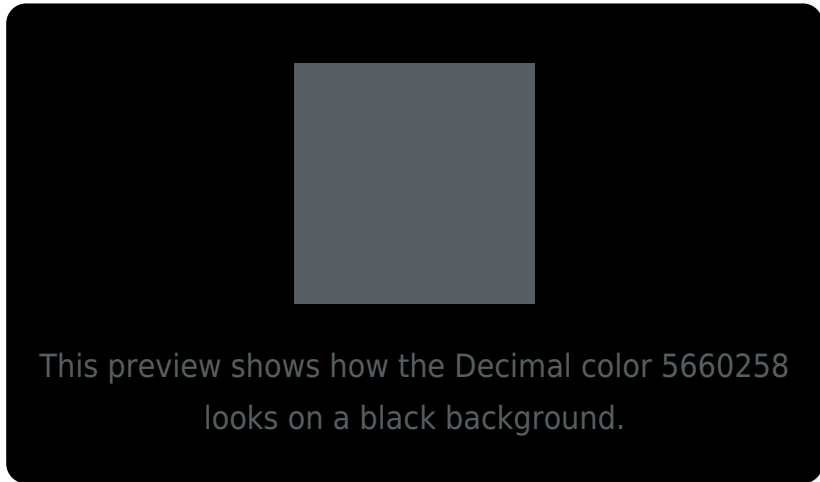 This preview shows how the Decimal color 5660258
looks on a black background.